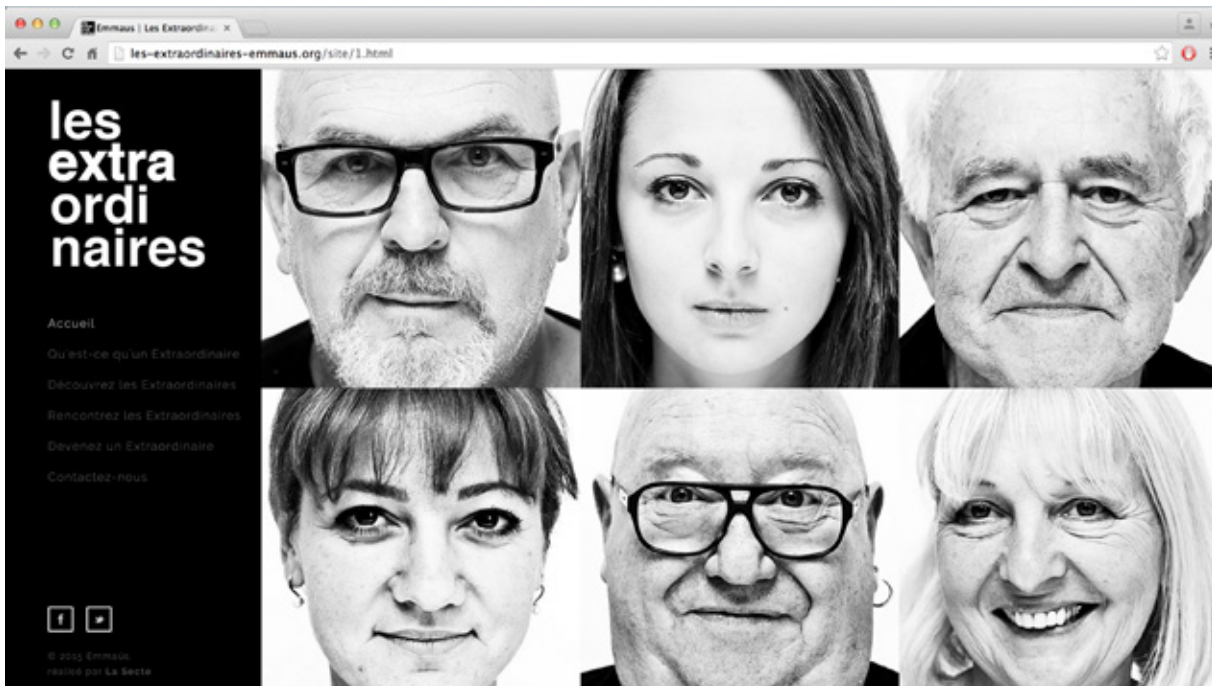 Emmaus | Les Extraordina
les-extraordinaires-emmaus.org/site/1.html
les
extra
ordi
naires
Accueil
Qu'est-ce qu'un Extraordinaire
Découvrez les Extraordinaires
Rencontrez les Extraordinaires
Devenez un Extraordinaire
Contactez-nous
f
© 2015 Emmaüs.
réalisé par La Secte